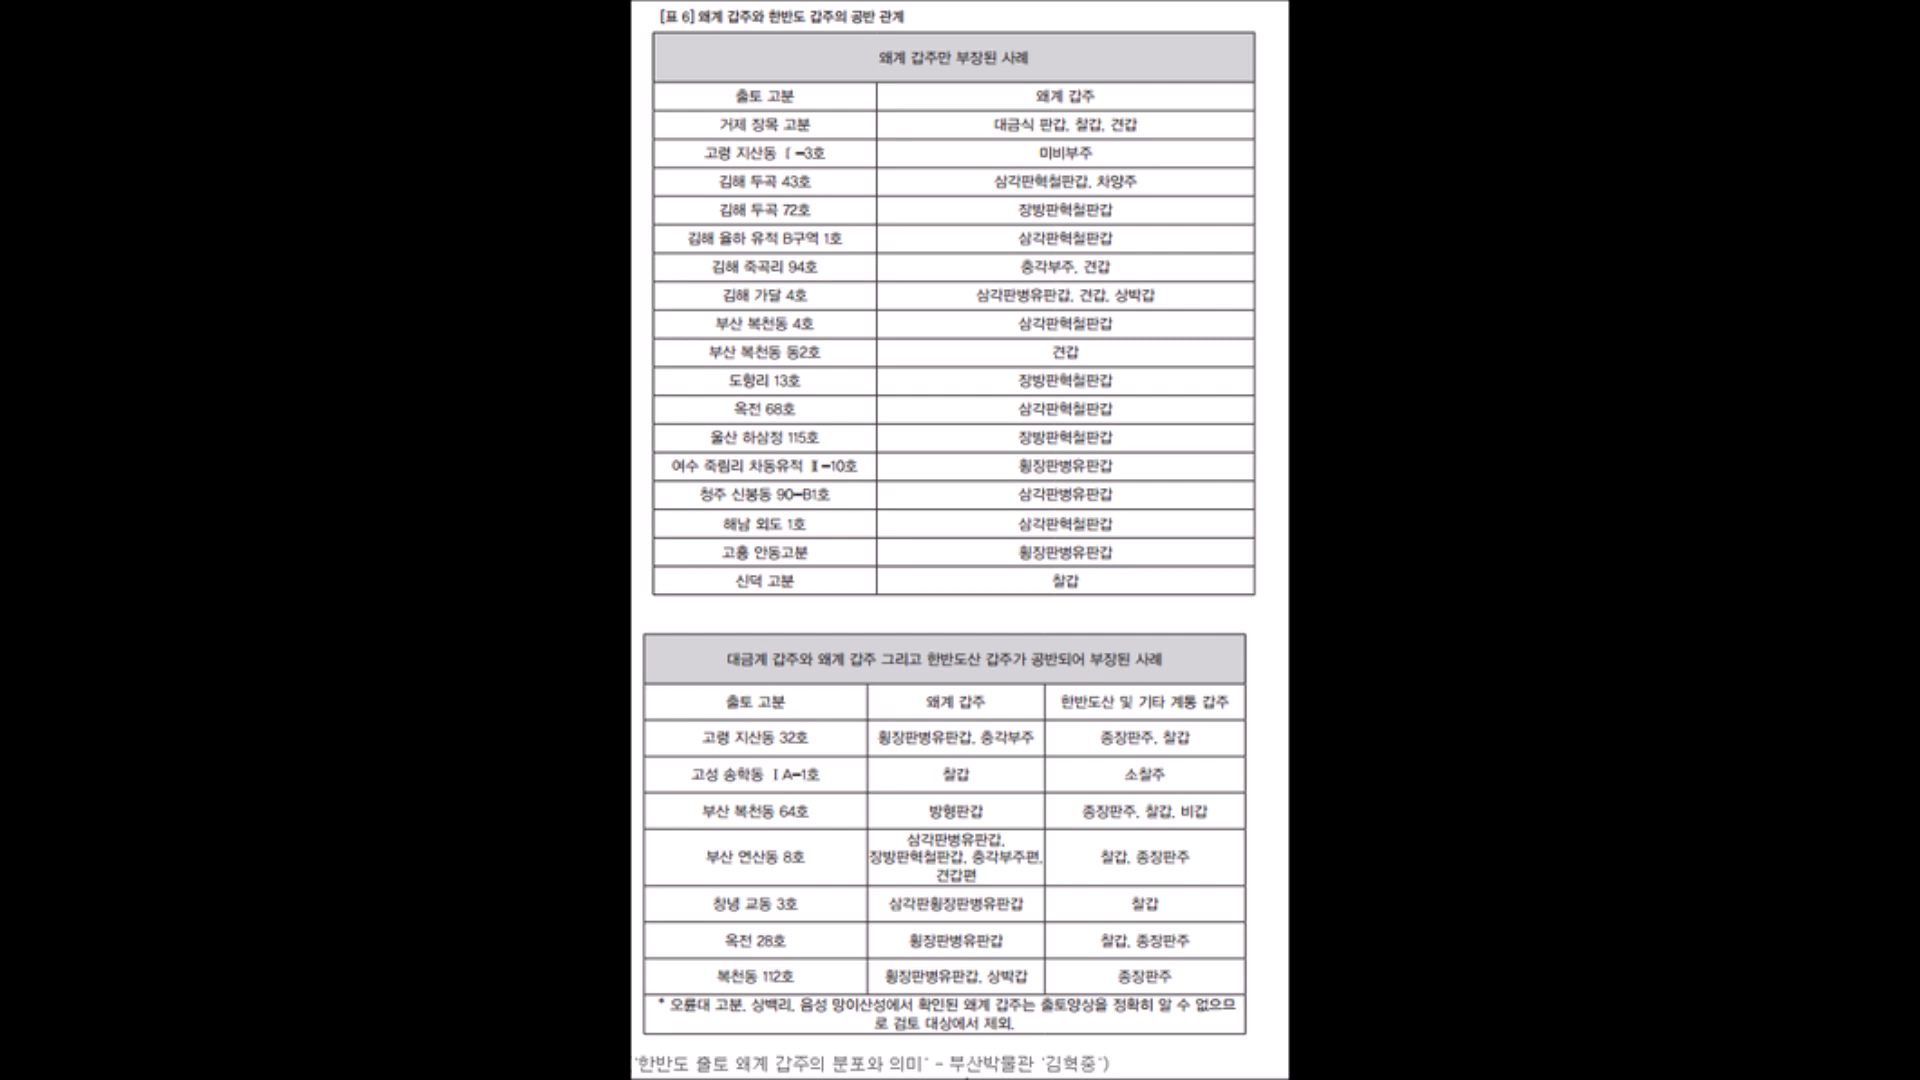 [표 6] 왜계 갑주와 한반도 갑주의 공반 관계
왜계 갑주만 부장된 사례
출토 고분 왜계 갑주
거제 장목 고분 대금식 판갑, 찰갑, 견갑
고령 지산동 Ⅰ-3호 미비부주
김해 두곡 43호 삼각판혁철판갑, 차양주
김해 두곡 72호 장방판혁철판갑
김해 율하 유적 B구역 1호 삼각판혁철판갑
김해 죽곡리 94호 충각부주, 견갑
김해 가달 4호 삼각판병유판갑, 견갑, 상박갑
부산 복천동 4호 삼각판혁철판갑
부산 복천동 동2호 견갑
도항리 13호 장방판혁철판갑
옥전 68호 삼각판혁철판갑
울산 하삼정 115호 장방판혁철판갑
여수 죽림리 차동유적 Ⅱ-10호 횡장판병유판갑
청주 신봉동 90-B1호 삼각판병유판갑
해남 외도 1호 삼각판혁철판갑
고흥 안동고분 횡장판병유판갑
신덕 고분 찰갑
대금계 갑주와 왜계 갑주 그리고 한반도산 갑주가 공반되어 부장된 사례
출토 고분 왜계 갑주 한반도산 및 기타 계통 갑주
고령 지산동 32호 횡장판병유판갑, 충각부주 종장판주, 찰갑
고성 송학동 ⅠA-1호 찰갑 소찰주
부산 복천동 64호 방형판갑 종장판주, 찰갑, 비갑
삼각판병유판갑,
부산 연산동 8호 장방판혁철판갑, 충각부주편, 찰갑, 종장판주
견갑편
창녕 교동 3호 삼각판횡장판병유판갑 찰갑
옥전 28호 횡장판병유판갑 찰갑, 종장판주
복천동 112호 횡장판병유판갑, 상박갑 종장판주
* 오륜대 고분, 상백리, 음성 망이산성에서 확인된 왜계 갑주는 출토양상을 정확히 알 수 없으므
로 검토 대상에서 제외.
'한반도 출토 왜계 갑주의 분포와 의미' - 부산박물관 '김혁중')